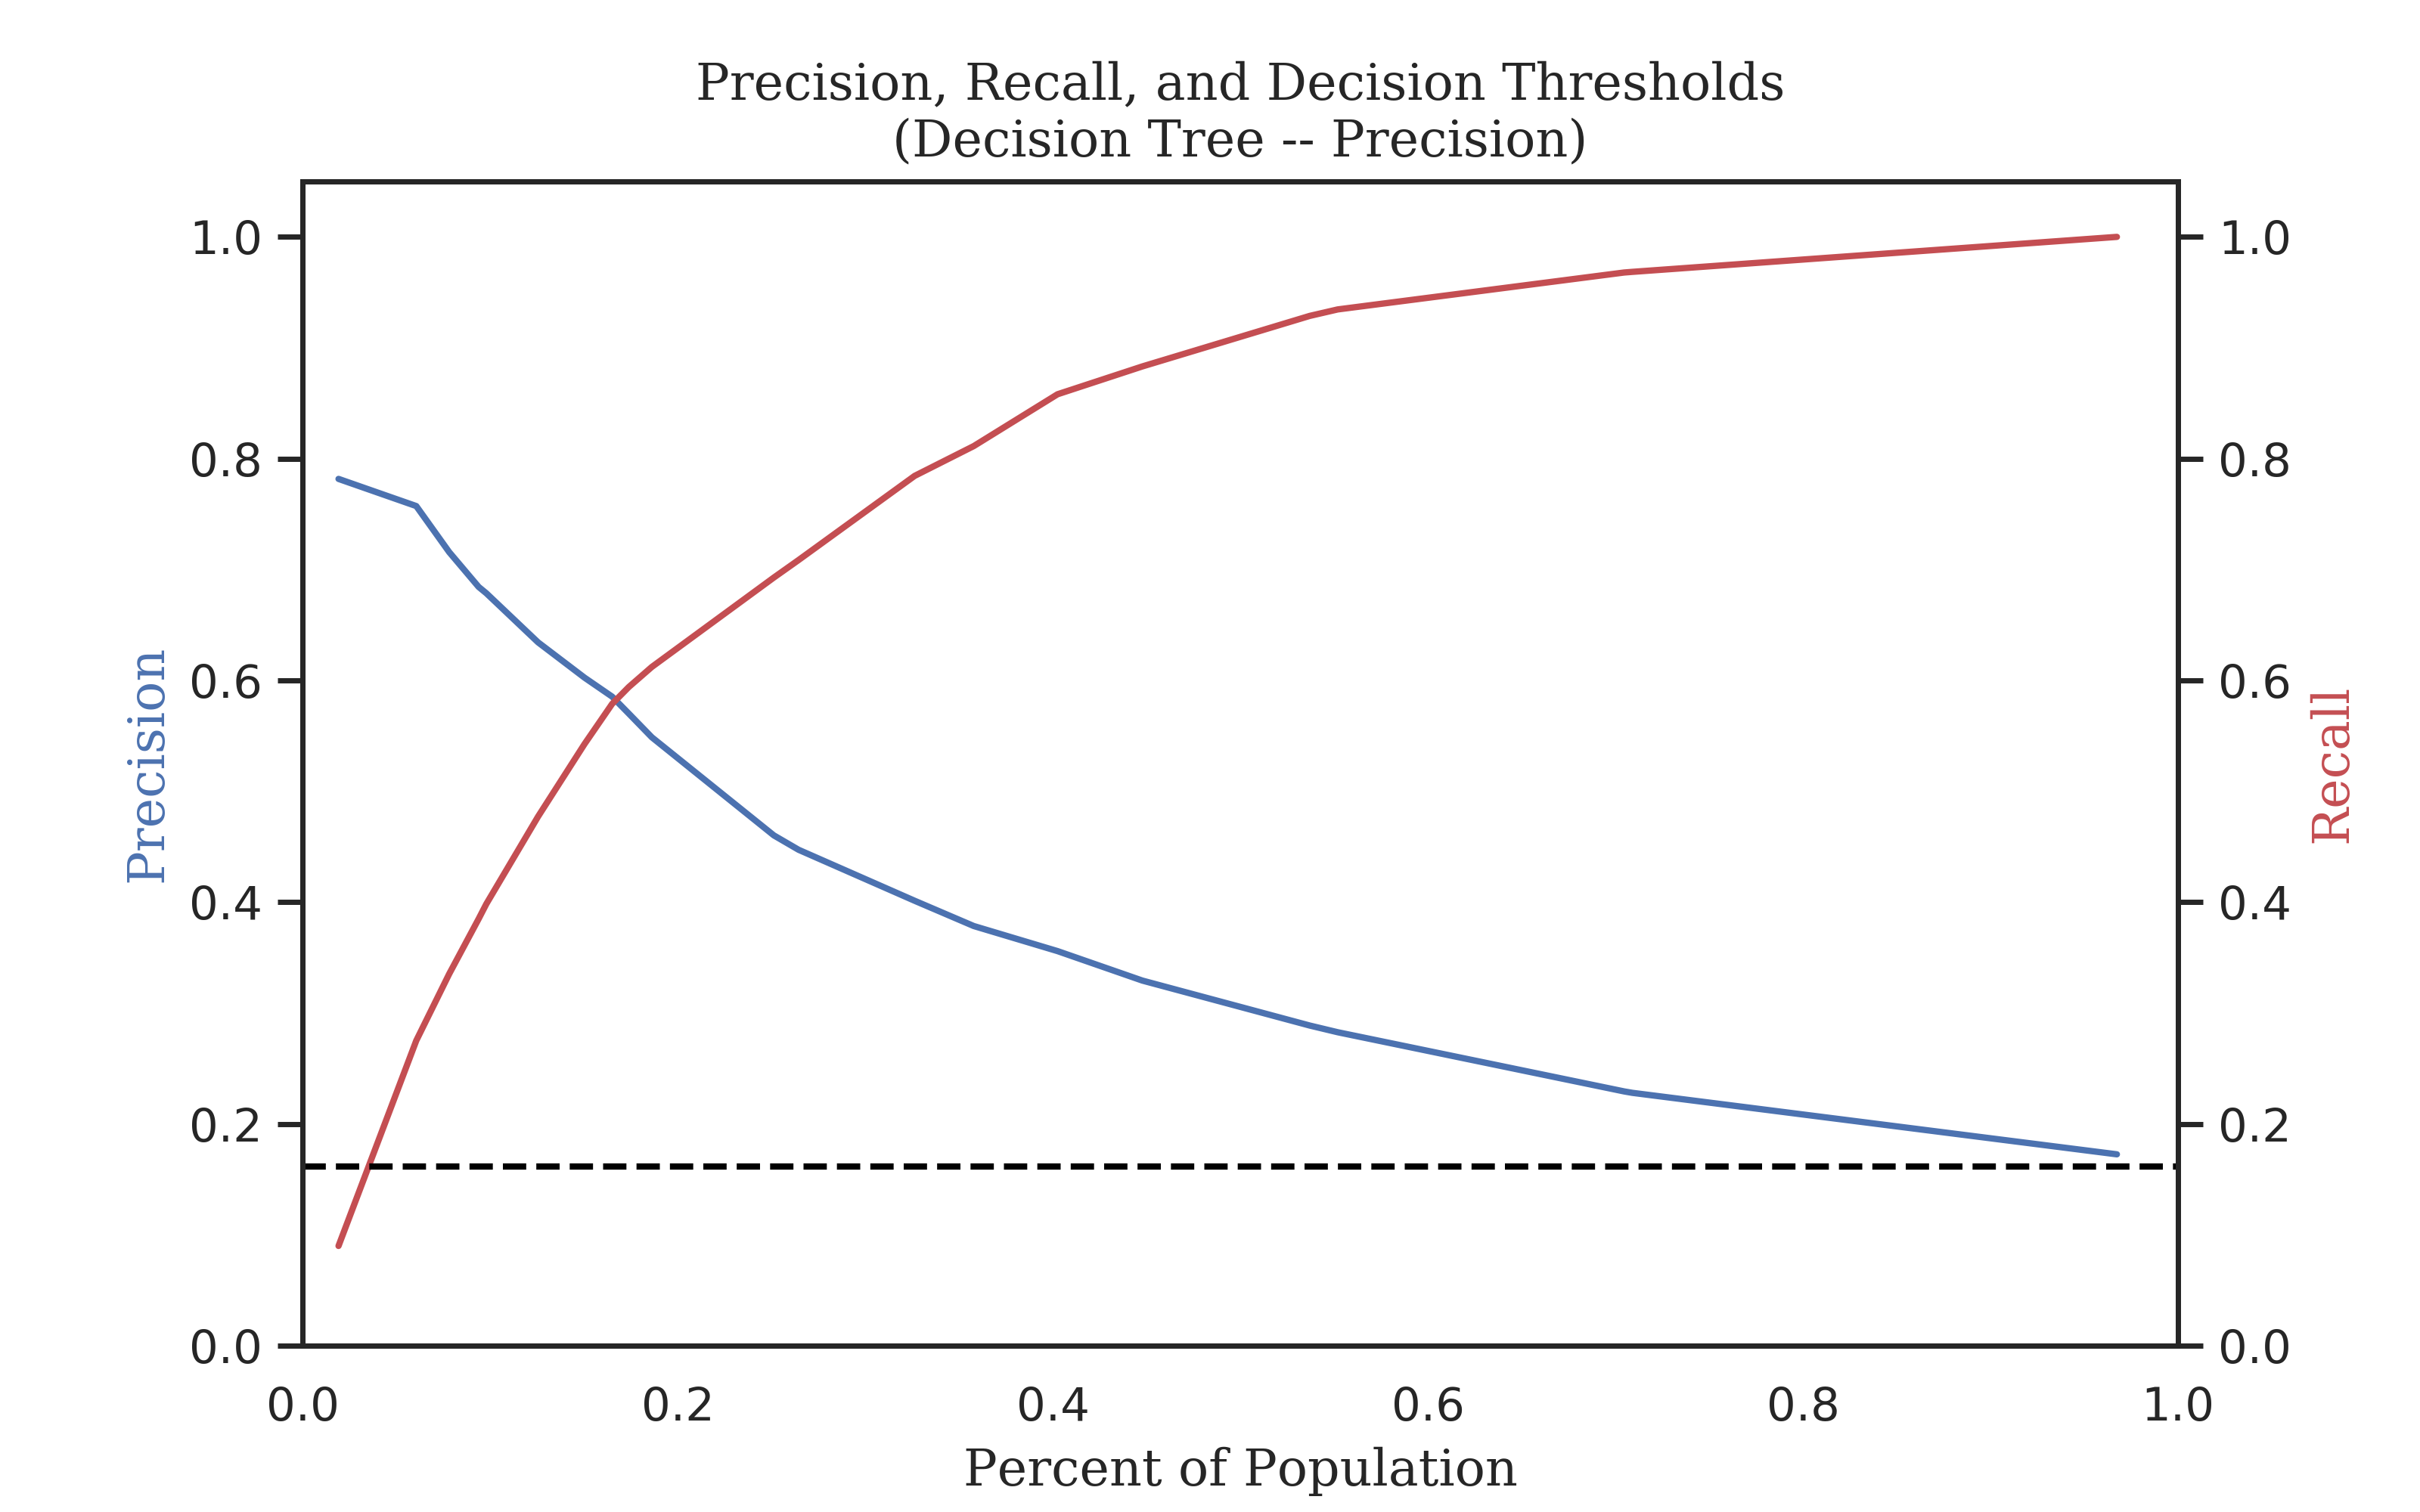 Precision, Recall, and Decision Thresholds
(Decision Tree -- Precision)
Precision
1.0
0.8
0.6
0.4
0.2
0.0
1.0
0.8
0.6
0.4
0.2
0.0
Recall
0.0 0.2 0.4 0.6 0.8 1.0
Percent of Population